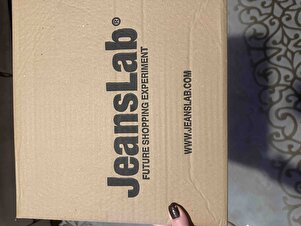 JeansLab®
FUTURE SHOPPING EXPERIMENT
WWW.JEANSLAB.COM